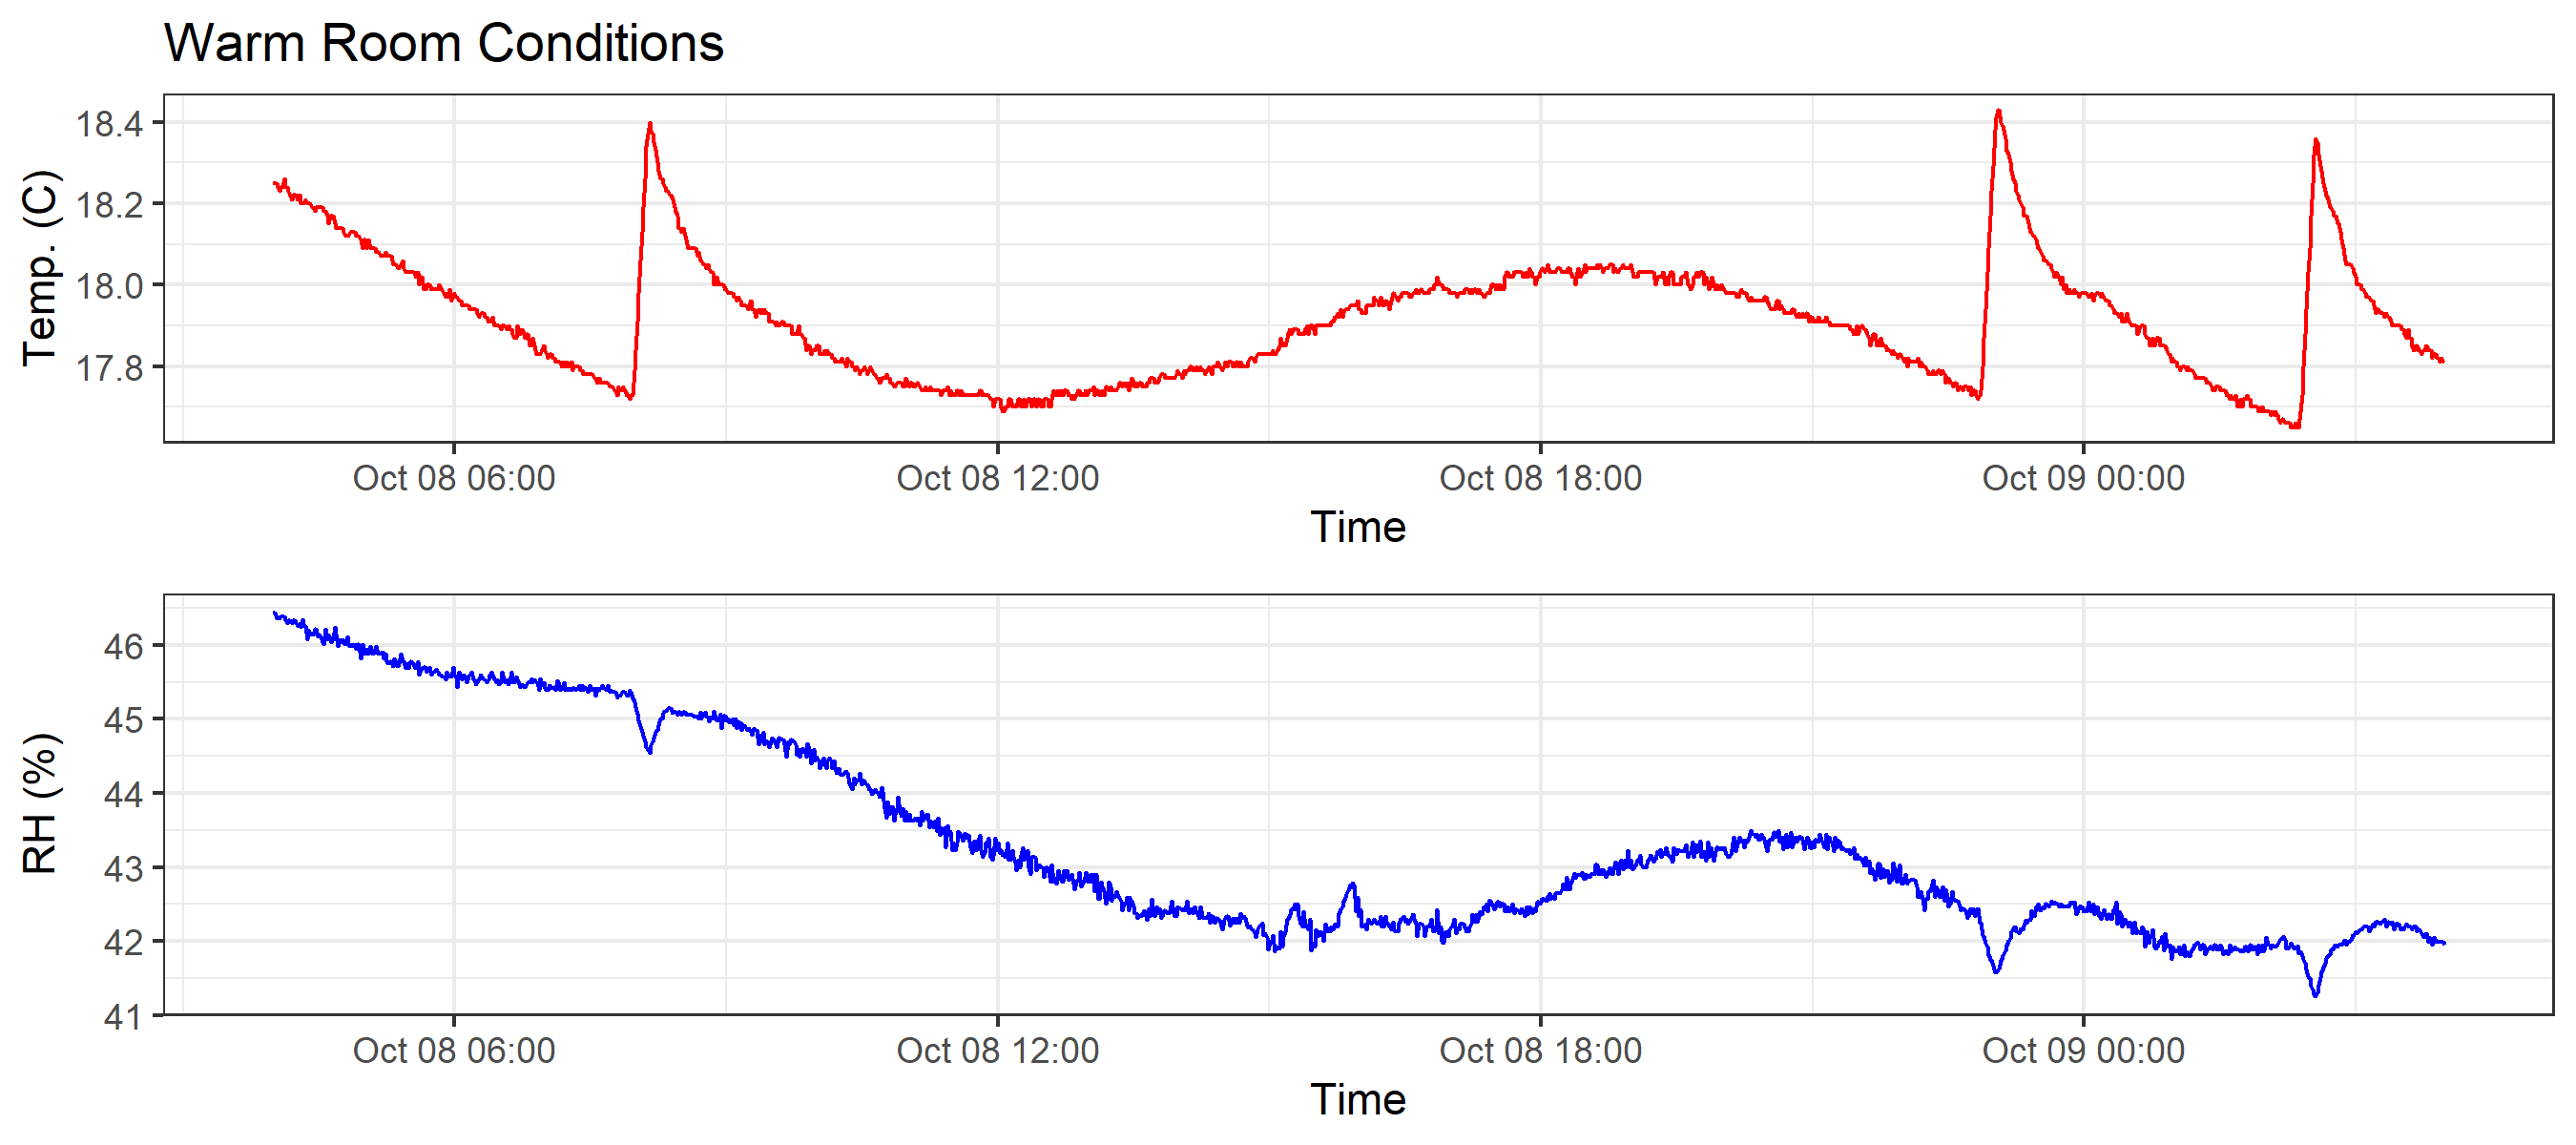 Warm Room Conditions
Temp. (C)
18.4
18.2
18.0
17.8
Oct 08 06:00 Oct 08 12:00 Oct 08 18:00 Oct 09 00:00
Time
RH (%)
46
45
44
43
42
41
Oct 08 06:00 Oct 08 12:00 Oct 08 18:00 Oct 09 00:00
Time